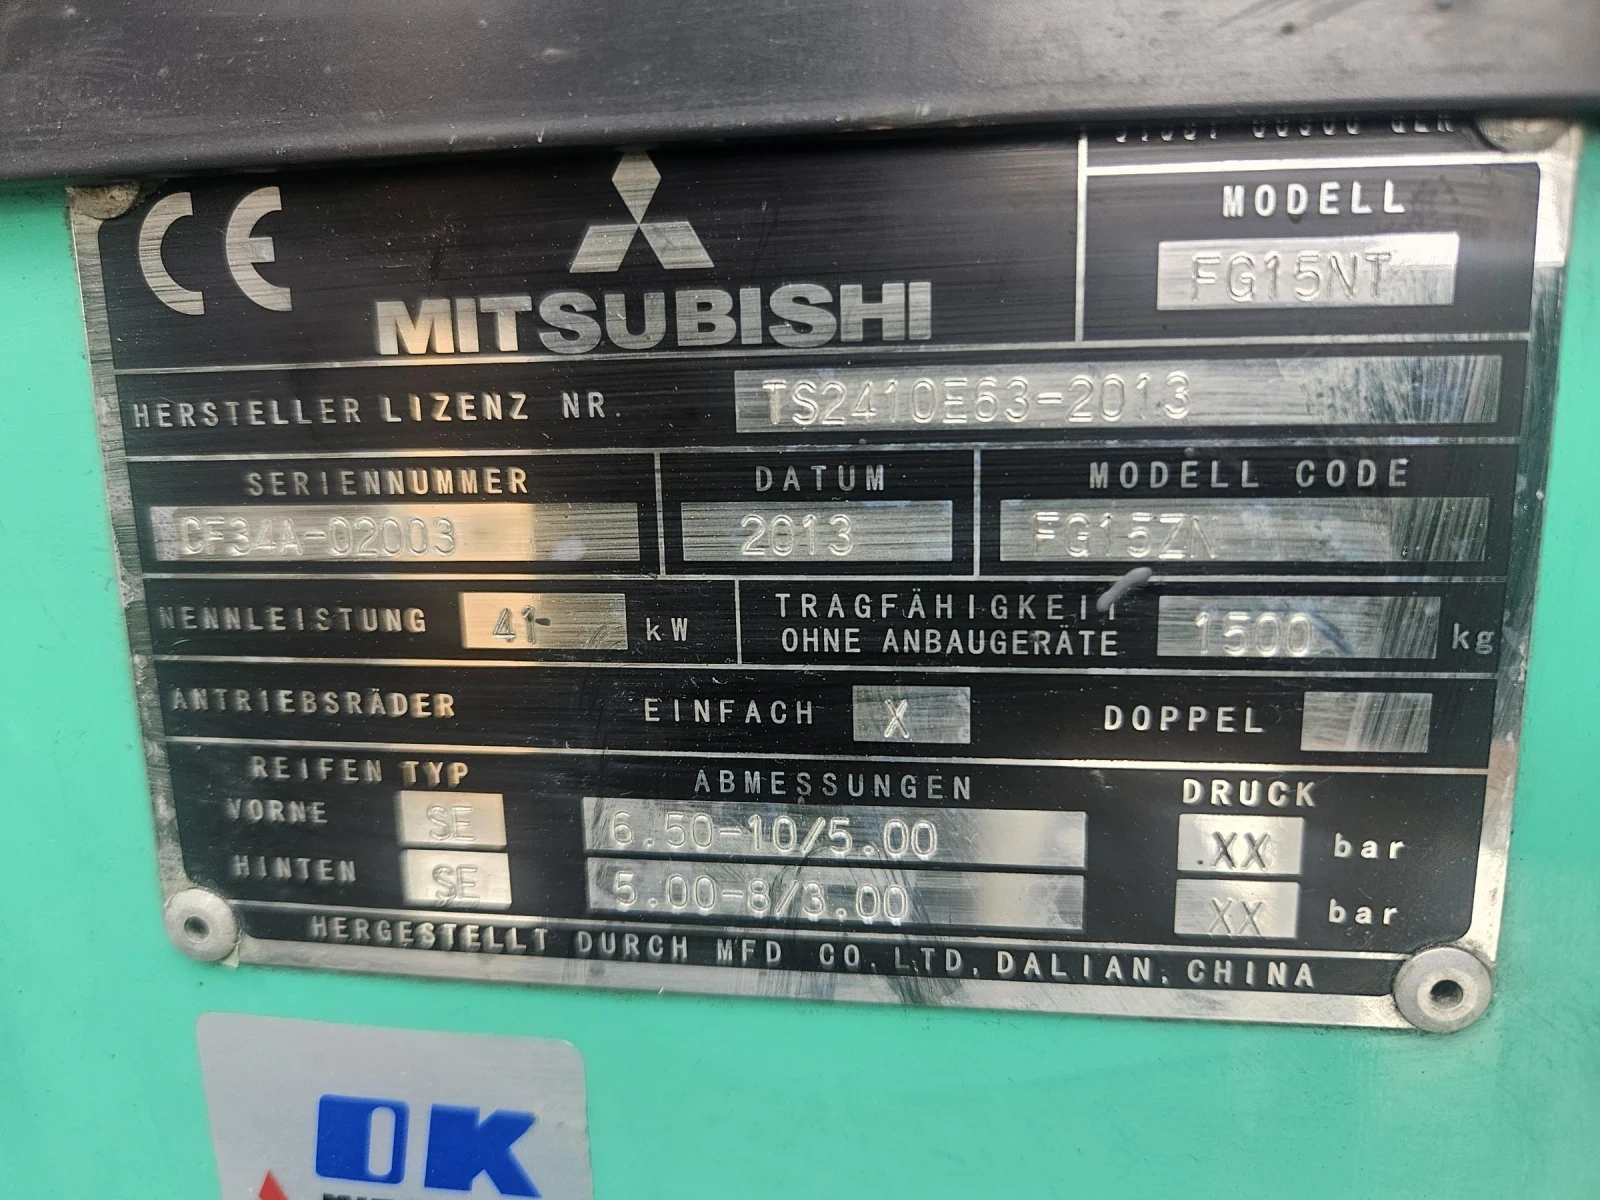 CE
MITSUBISHI
MODELL
FG15NT
HERSTELLER LIZENZ NR. TS2410E63-2013
SERIENNUMMER DATUM MODELL CODE
CF34A-02003 2013 FG15ZN
NENNLEISTUNG 41 kW TRAGFÄHIGKEIT
OHNE ANBAUGERÄTE 1500 kg
ANTRIEBSRÄDER EINFACH X DOPPEL
REIFEN TYP ABMESSUNGEN DRUCK
VORNE SE 6.50-10/5.00 XX bar
HINTEN SE 5.00-8/3.00 XX bar
HERGESTELLT DURCH MFD CO.LTD. DALIAN. CHINA
IK